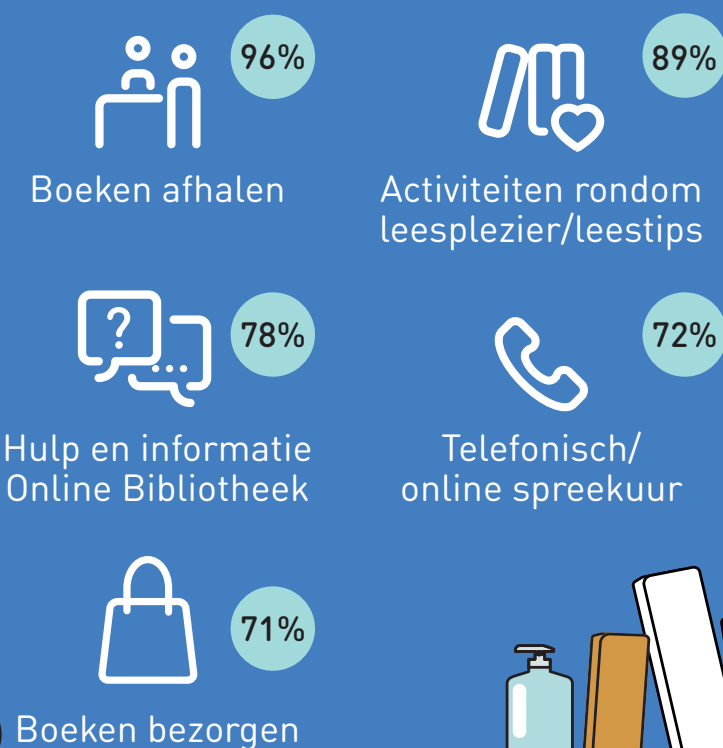 96%
Boeken afhalen
89%
Activiteiten rondom
leesplezier/leestips
?
78%
Hulp en informatie
Online Bibliotheek
72%
Telefonisch/
online spreekuur
71%
Boeken bezorgen